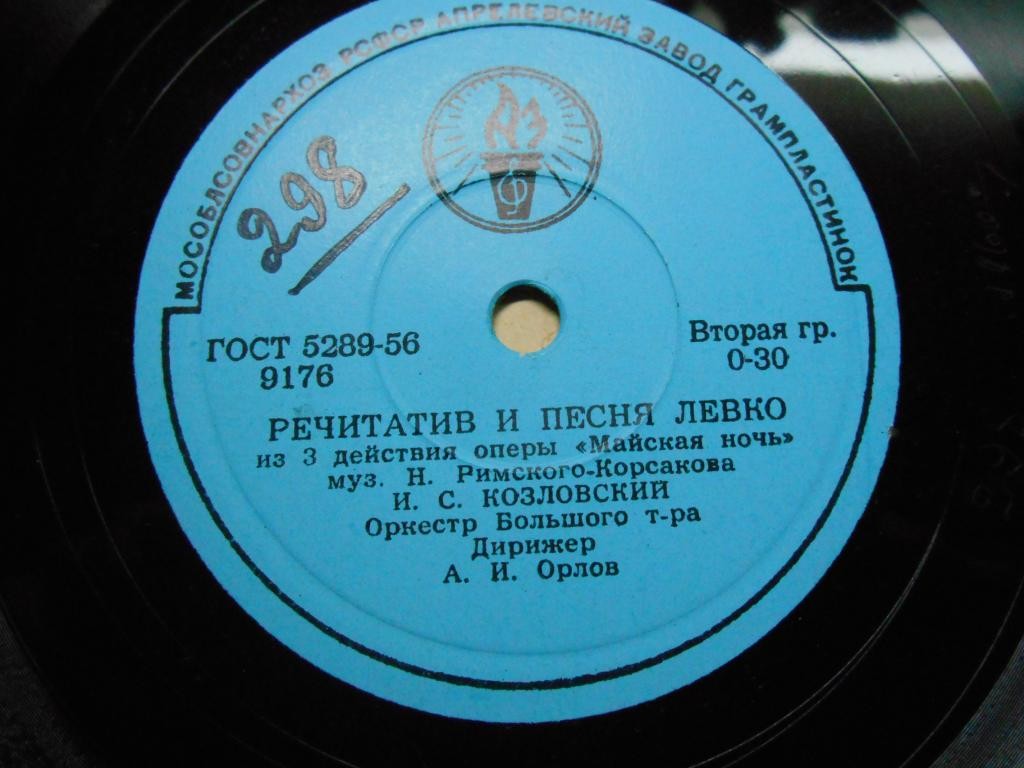 МОСОБЛСОВНАРХОЗ РСФСР АПРЕЛЕВСКИЙ ЗАВОД ГРАМПЛАСТИНОК
298
ГОСТ 5289-56
9176
Вторая гр.
0-30
РЕЧИТАТИВ И ПЕСНЯ ЛЕВКО
из 3 действия оперы «Майская ночь»
муз. Н. Римского-Корсакова
И. С. КОЗЛОВСКИЙ
Оркестр Большого т-ра
Дирижер
А. И. Орлов